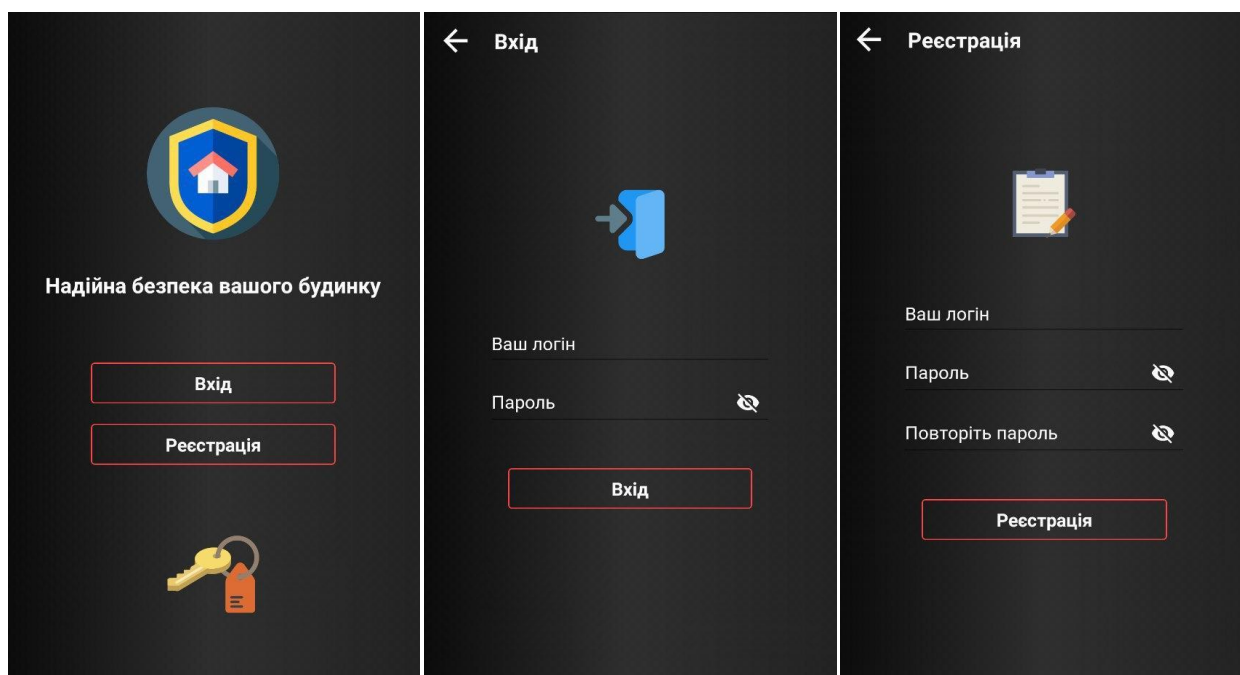 Надійна безпека вашого будинку
Вхід
Реєстрація
Вхід
Ваш логін
Пароль
Вхід
Реєстрація
Ваш логін
Пароль
Повторіть пароль
Реєстрація